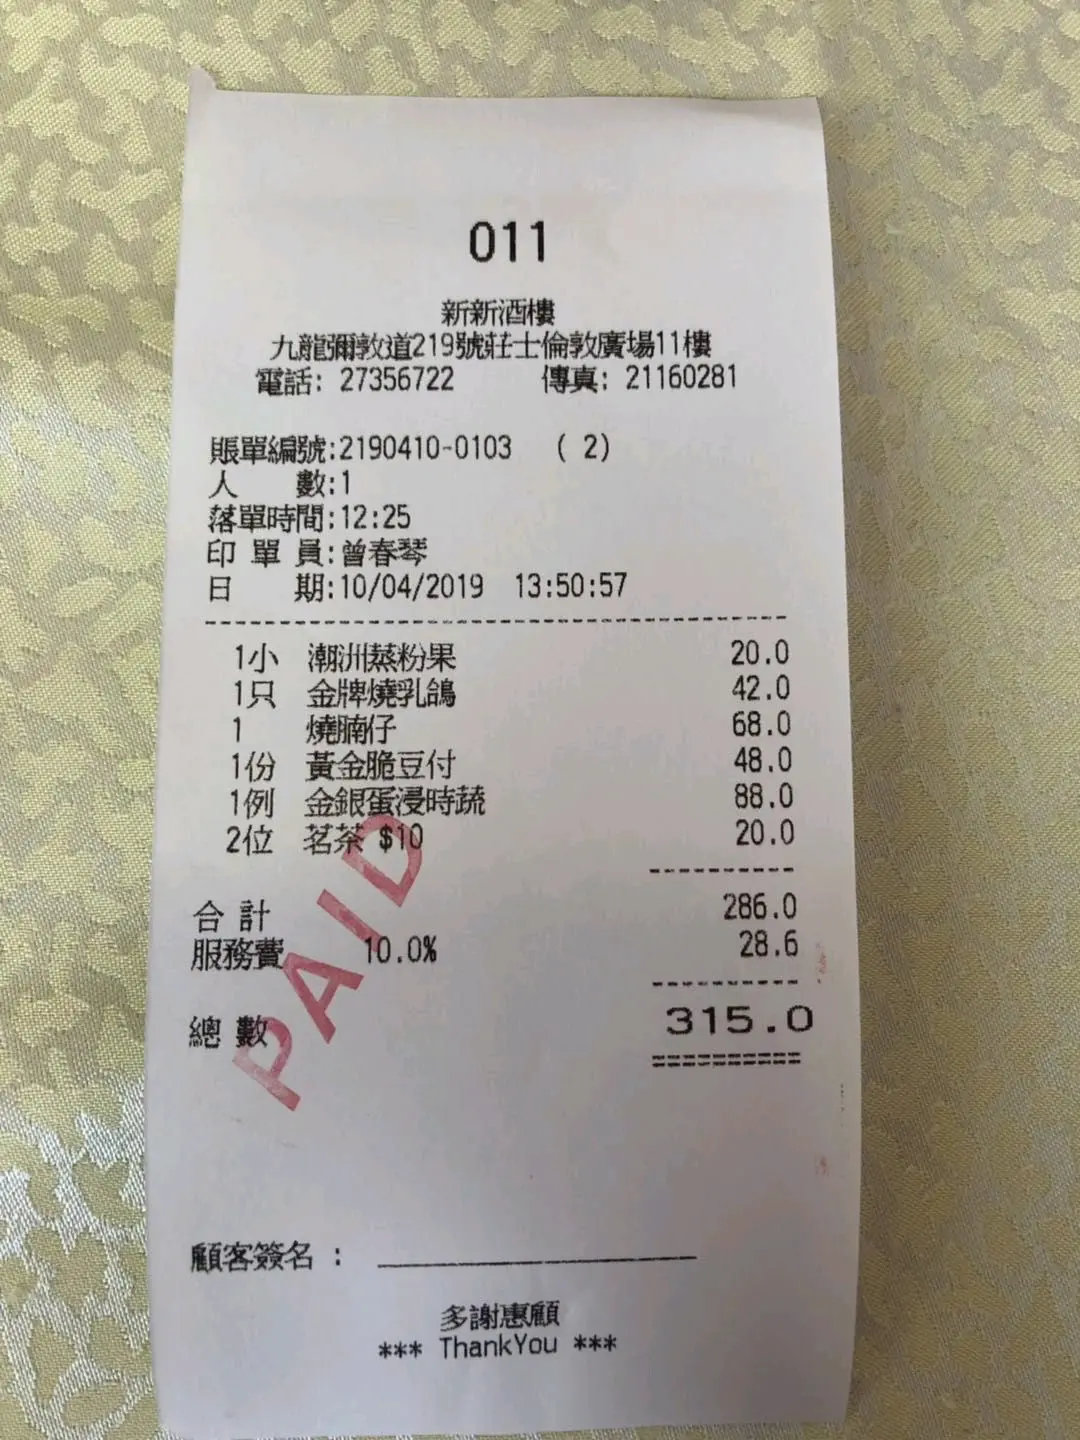 011
新新酒樓
九龍彌敦道219號莊士倫敦廣場11樓
電話: 27356722 傳真: 21160281
賬單編號:2190410-0103 ( 2)
人 數:1
落單時間:12:25
印 單 員:曾春琴
日 期:10/04/2019 13:50:57
1小 潮洲蒸粉果 20.0
1只 金牌燒乳鴿 42.0
1 燒腩仔 68.0
1份 黃金脆豆付 48.0
1例 金銀蛋浸時蔬 88.0
2位 茗茶 $10 20.0
合 計 286.0
服務費 10.0% 28.6
總 數 315.0
PAID
顧客簽名 :
多謝惠顧
*** ThankYou ***